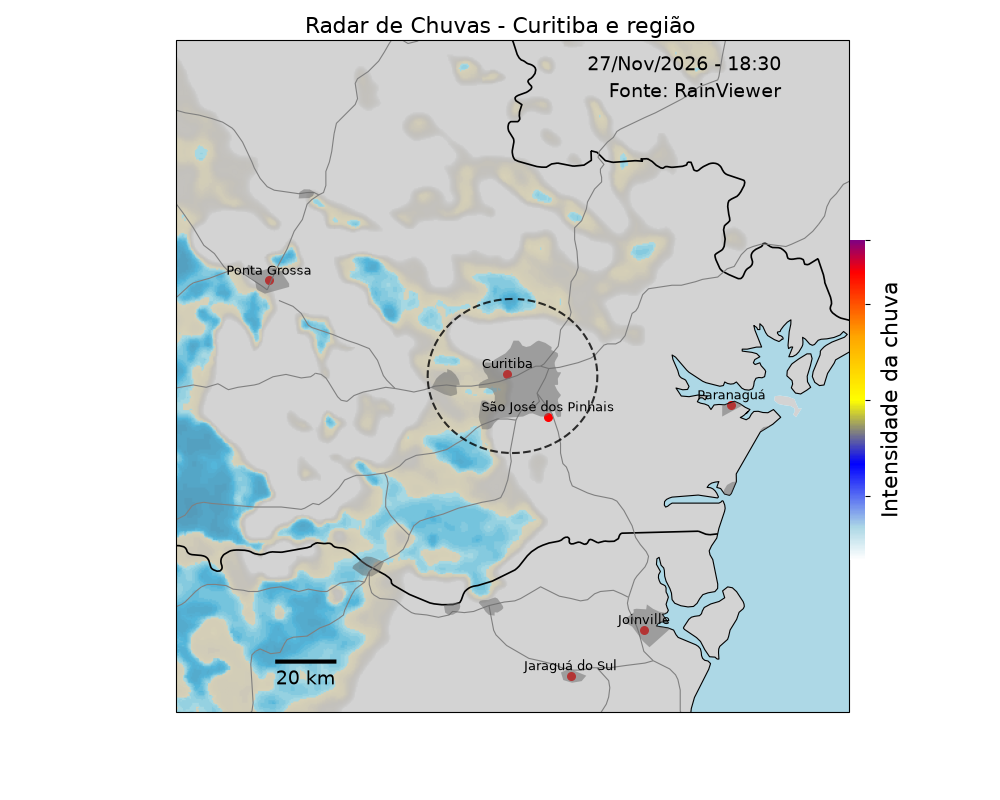 Radar de Chuvas - Curitiba e região
27/Nov/2026 - 18:30
Fonte: RainViewer
Ponta Grossa
Curitiba
São José dos Pinhais
Paranaguá
Intensidade da chuva
Joinville
Jaraguá do Sul
20 km